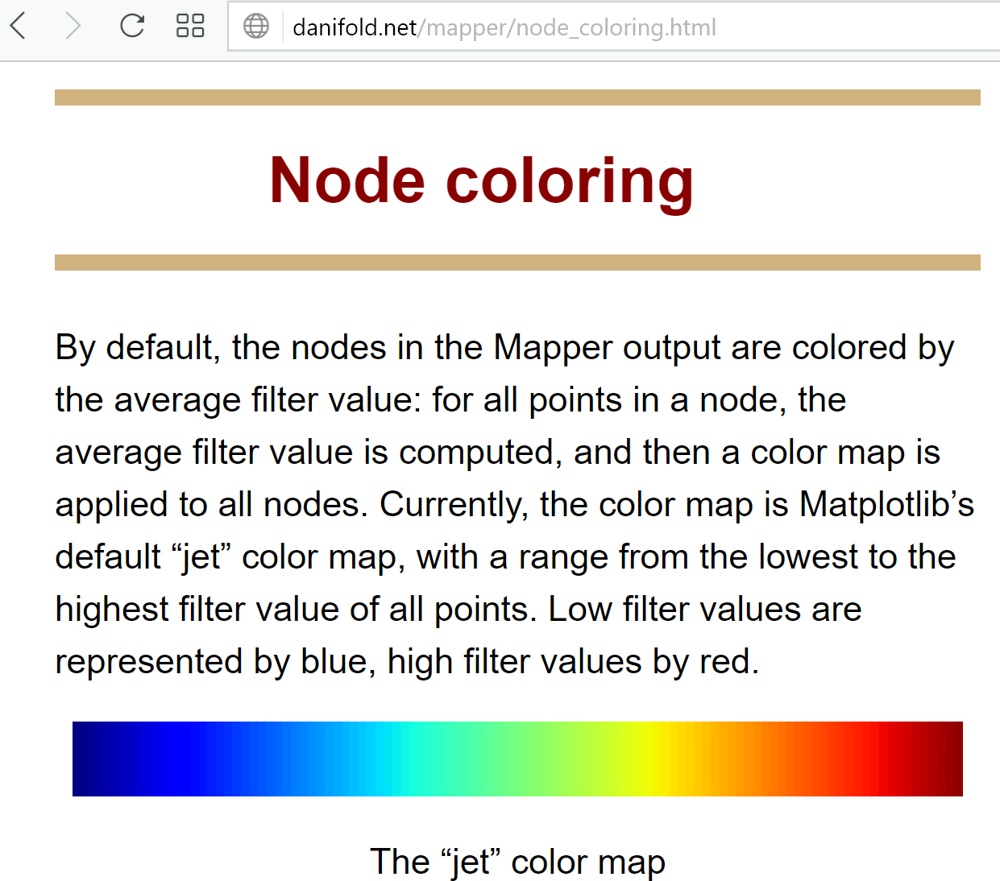 danifold.net/mapper/node_coloring.html
Node coloring
By default, the nodes in the Mapper output are colored by
the average filter value: for all points in a node, the
average filter value is computed, and then a color map is
applied to all nodes. Currently, the color map is Matplotlib’s
default “jet” color map, with a range from the lowest to the
highest filter value of all points. Low filter values are
represented by blue, high filter values by red.
The “jet” color map